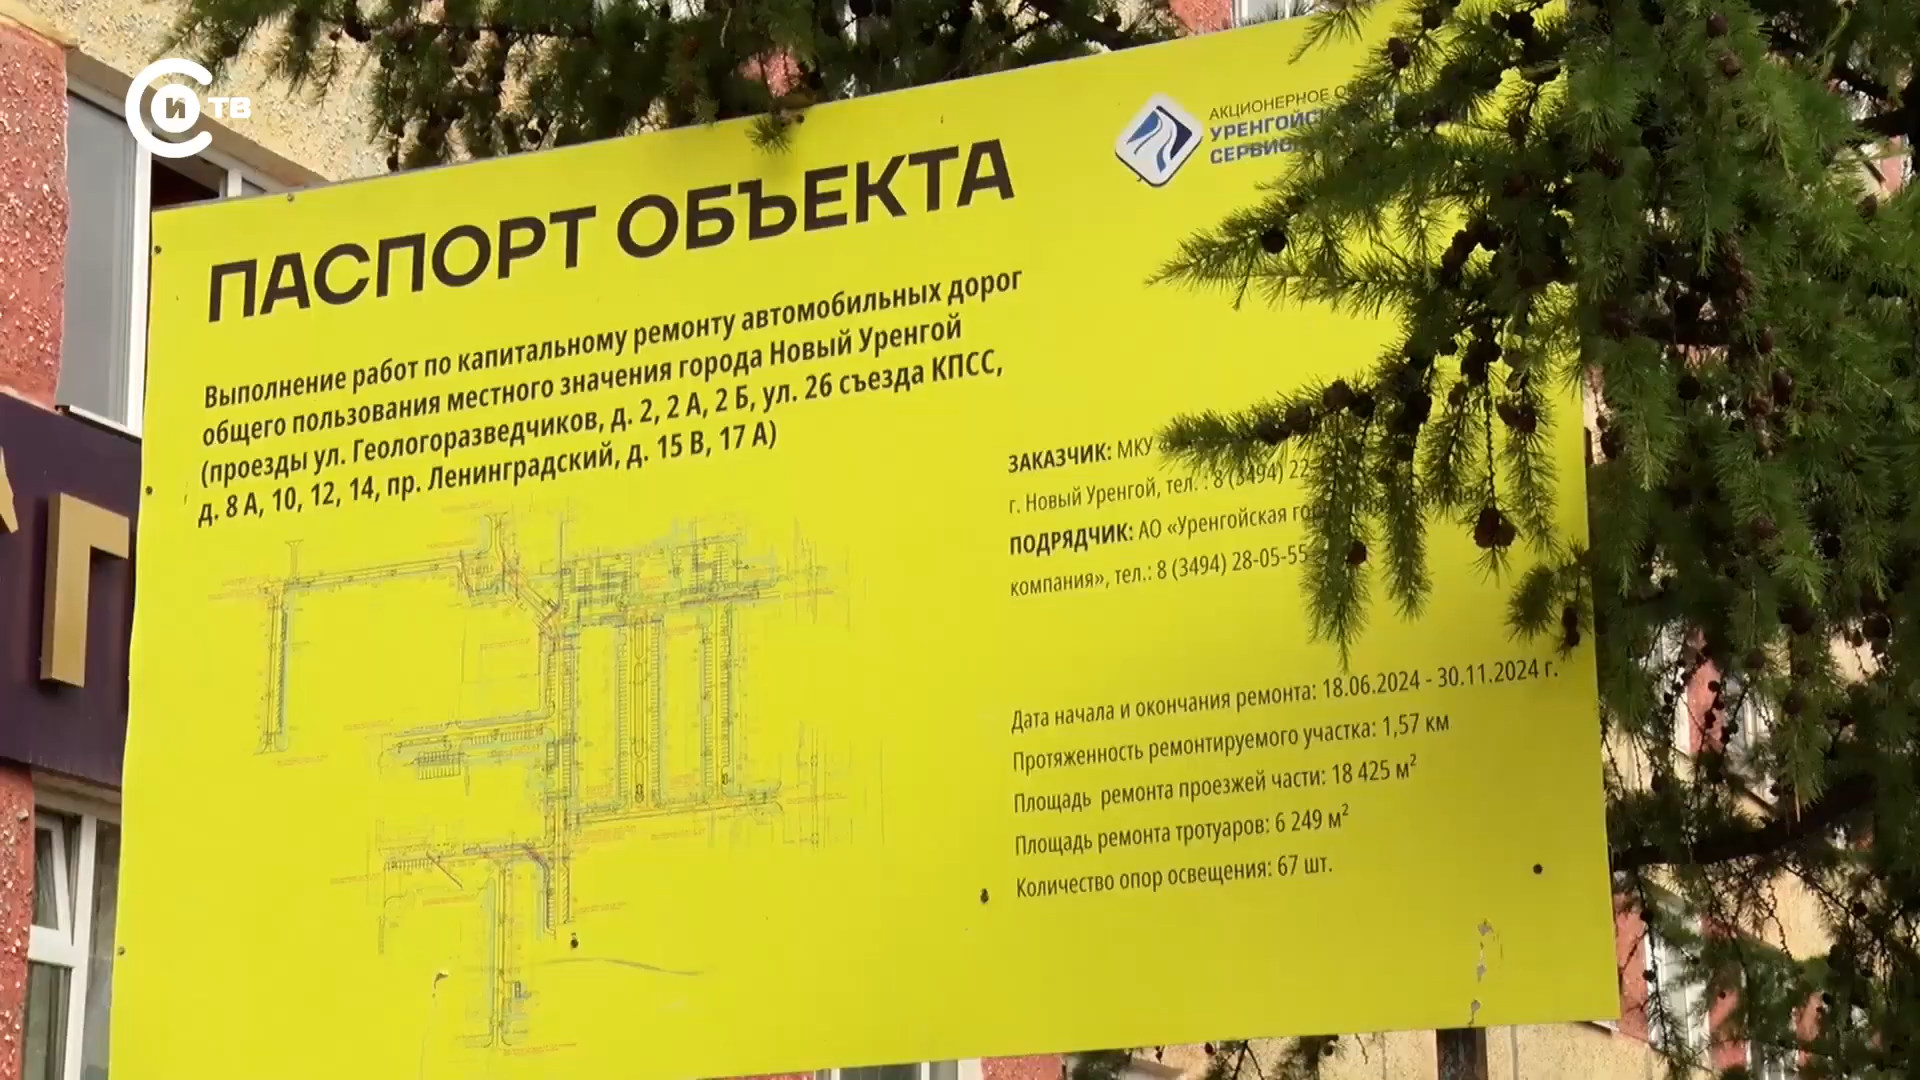 СИТВ
АКЦИОНЕРНОЕ
ПАСПОРТ ОБЪЕКТА
Выполнение работ по капитальному ремонту автомобильных дорог
общего пользования местного значения города Новый Уренгой
(проезды ул. Геологоразведчиков, д. 2, 2 А, 2 Б, ул. 26 съезда КПСС,
д. 8 А, 10, 12, 14, пр. Ленинградский, д. 15 В, 17 А)
ЗАКАЗЧИК: МКУ
г. Новый Уренгой, тел. : 8 (3494) 22
ПОДРЯДЧИК: АО «Уренгойская
компания», тел.: 8 (3494) 28-05-55
Дата начала и окончания ремонта: 18.06.2024 - 30.11.2024 г.
Протяженность ремонтируемого участка: 1,57 км
Площадь ремонта проезжей части: 18 425 м²
Площадь ремонта тротуаров: 6 249 м²
Количество опор освещения: 67 шт.